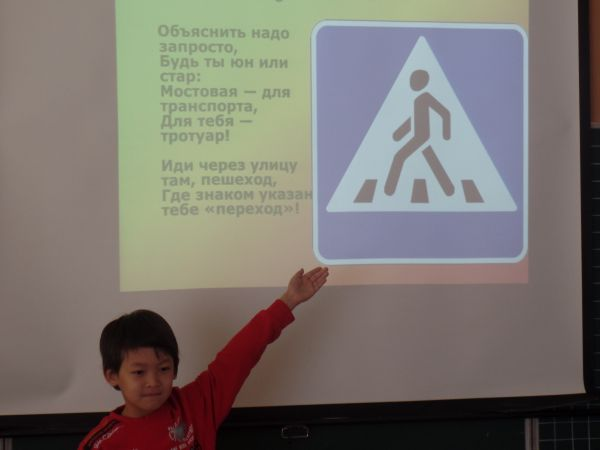 Объяснить надо
запросто,
Будь ты юн или
стар:
Мостовая — для
транспорта,
Для тебя —
тротуар!
Иди через улицу
там, пешеход,
Где знаком указан
тебе «переход»!